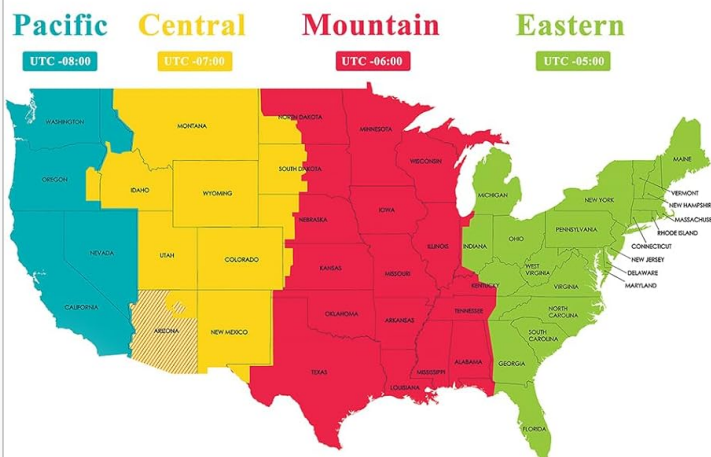 Pacific
Central
Mountain
Eastern
UTC -08:00
UTC -07:00
UTC -06:00
UTC -05:00
WASHINGTON
MONTANA
NORTH DAKOTA
MINNESOTA
MAINE
OREGON
IDAHO
WYOMING
SOUTH DAKOTA
WISCONSIN
MICHIGAN
NEW YORK
VERMONT
NEW HAMPSHIR
MASSACHUSE
RHODE ISLAND
CONNECTICUT
NEW JERSEY
DELAWARE
MARYLAND
NEVADA
UTAH
COLORADO
NEBRASKA
IOWA
ILLINOIS
INDIANA
OHIO
PENNSYLVANIA
WEST
VIRGINIA
VIRGINIA
CALIFORNIA
KANSAS
MISSOURI
KENTUCKY
ARIZONA
NEW MEXICO
OKLAHOMA
ARKANSAS
TENNESSEE
NORTH
CAROLINA
SOUTH
CAROLINA
TEXAS
LOUISIANA
MISSISSIPPI
ALABAMA
GEORGIA
FLORIDA